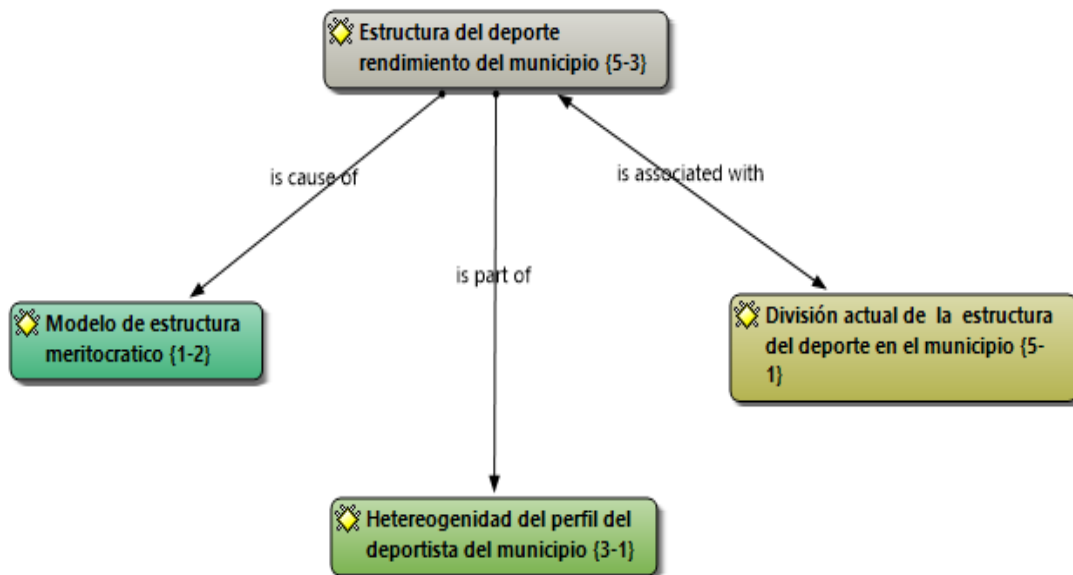 Estructura del deporte
rendimiento del municipio {5-3}
is cause of
is associated with
is part of
Modelo de estructura
meritocratico {1-2}
División actual de la estructura
del deporte en el municipio {5-
1}
Hetereogenidad del perfil del
deportista del municipio {3-1}